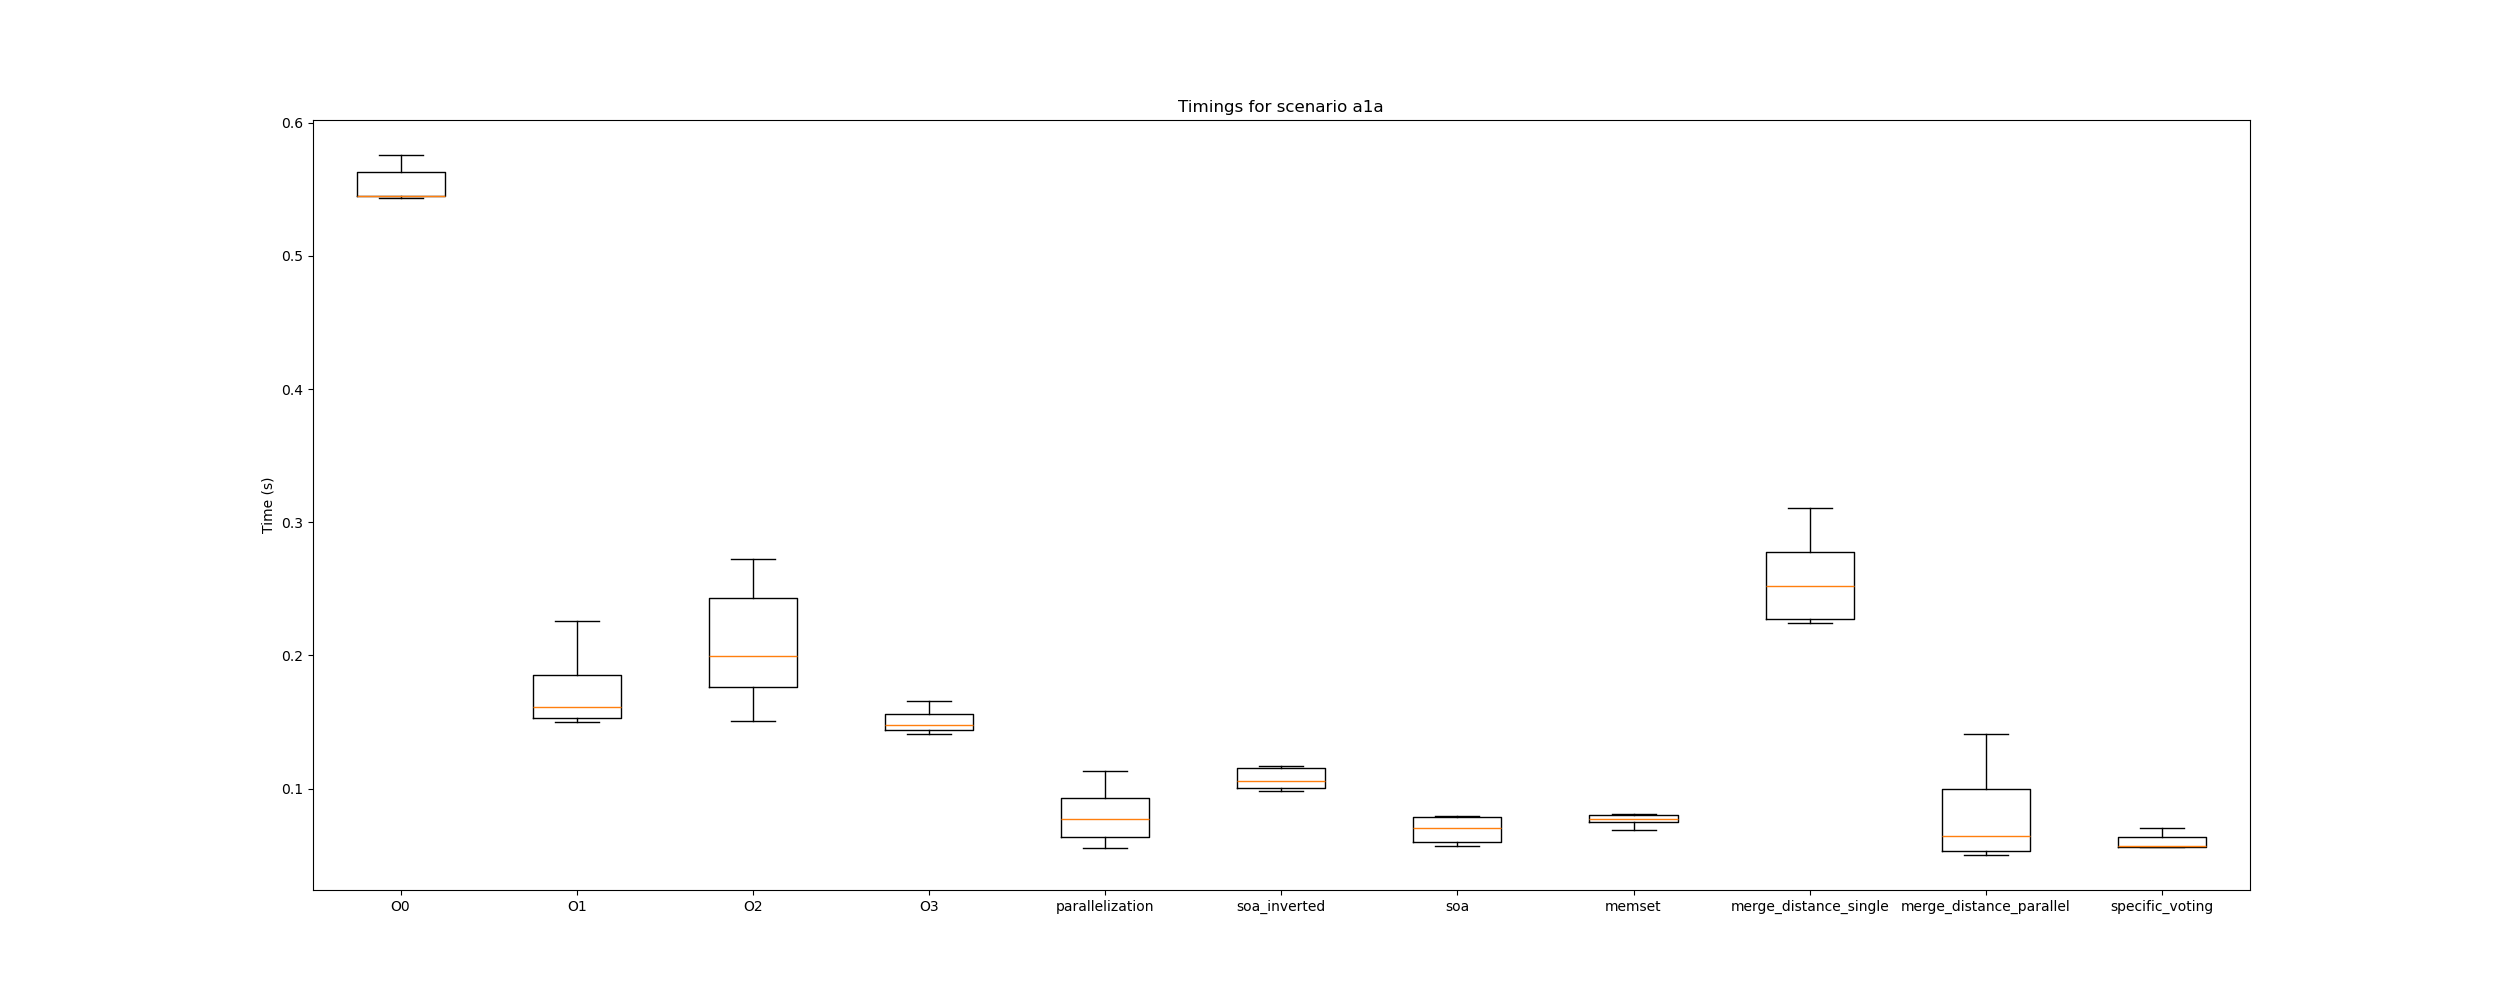 Timings for scenario a1a
0.6
0.5
0.4
0.3
0.2
0.1
Time (s)
O0 O1 O2 O3 parallelization soa_inverted soa memset merge_distance_single merge_distance_parallel specific_voting